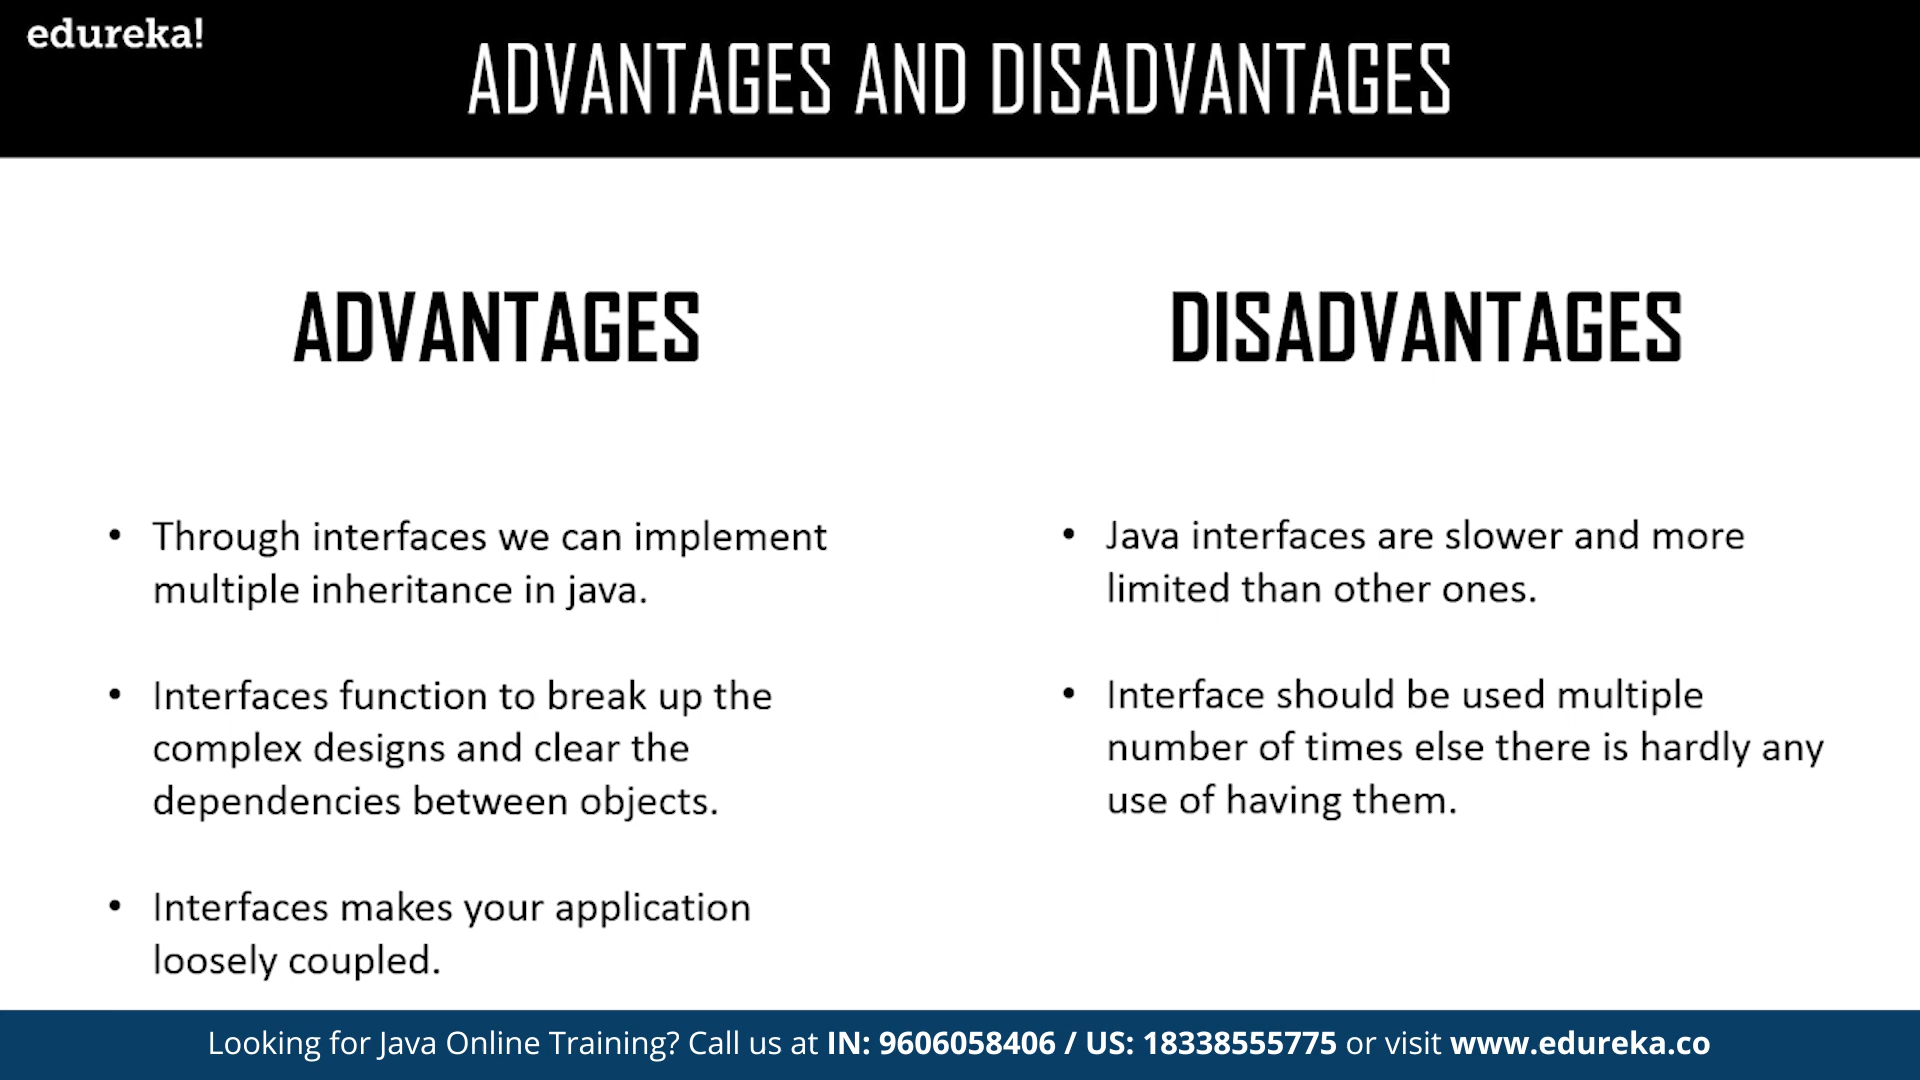 edureka!
ADVANTAGES AND DISADVANTAGES
ADVANTAGES
• Through interfaces we can implement
multiple inheritance in java.
• Interfaces function to break up the
complex designs and clear the
dependencies between objects.
• Interfaces makes your application
loosely coupled.
DISADVANTAGES
• Java interfaces are slower and more
limited than other ones.
• Interface should be used multiple
number of times else there is hardly any
use of having them.
Looking for Java Online Training? Call us at IN: 9606058406 / US: 18338555775 or visit www.edureka.co